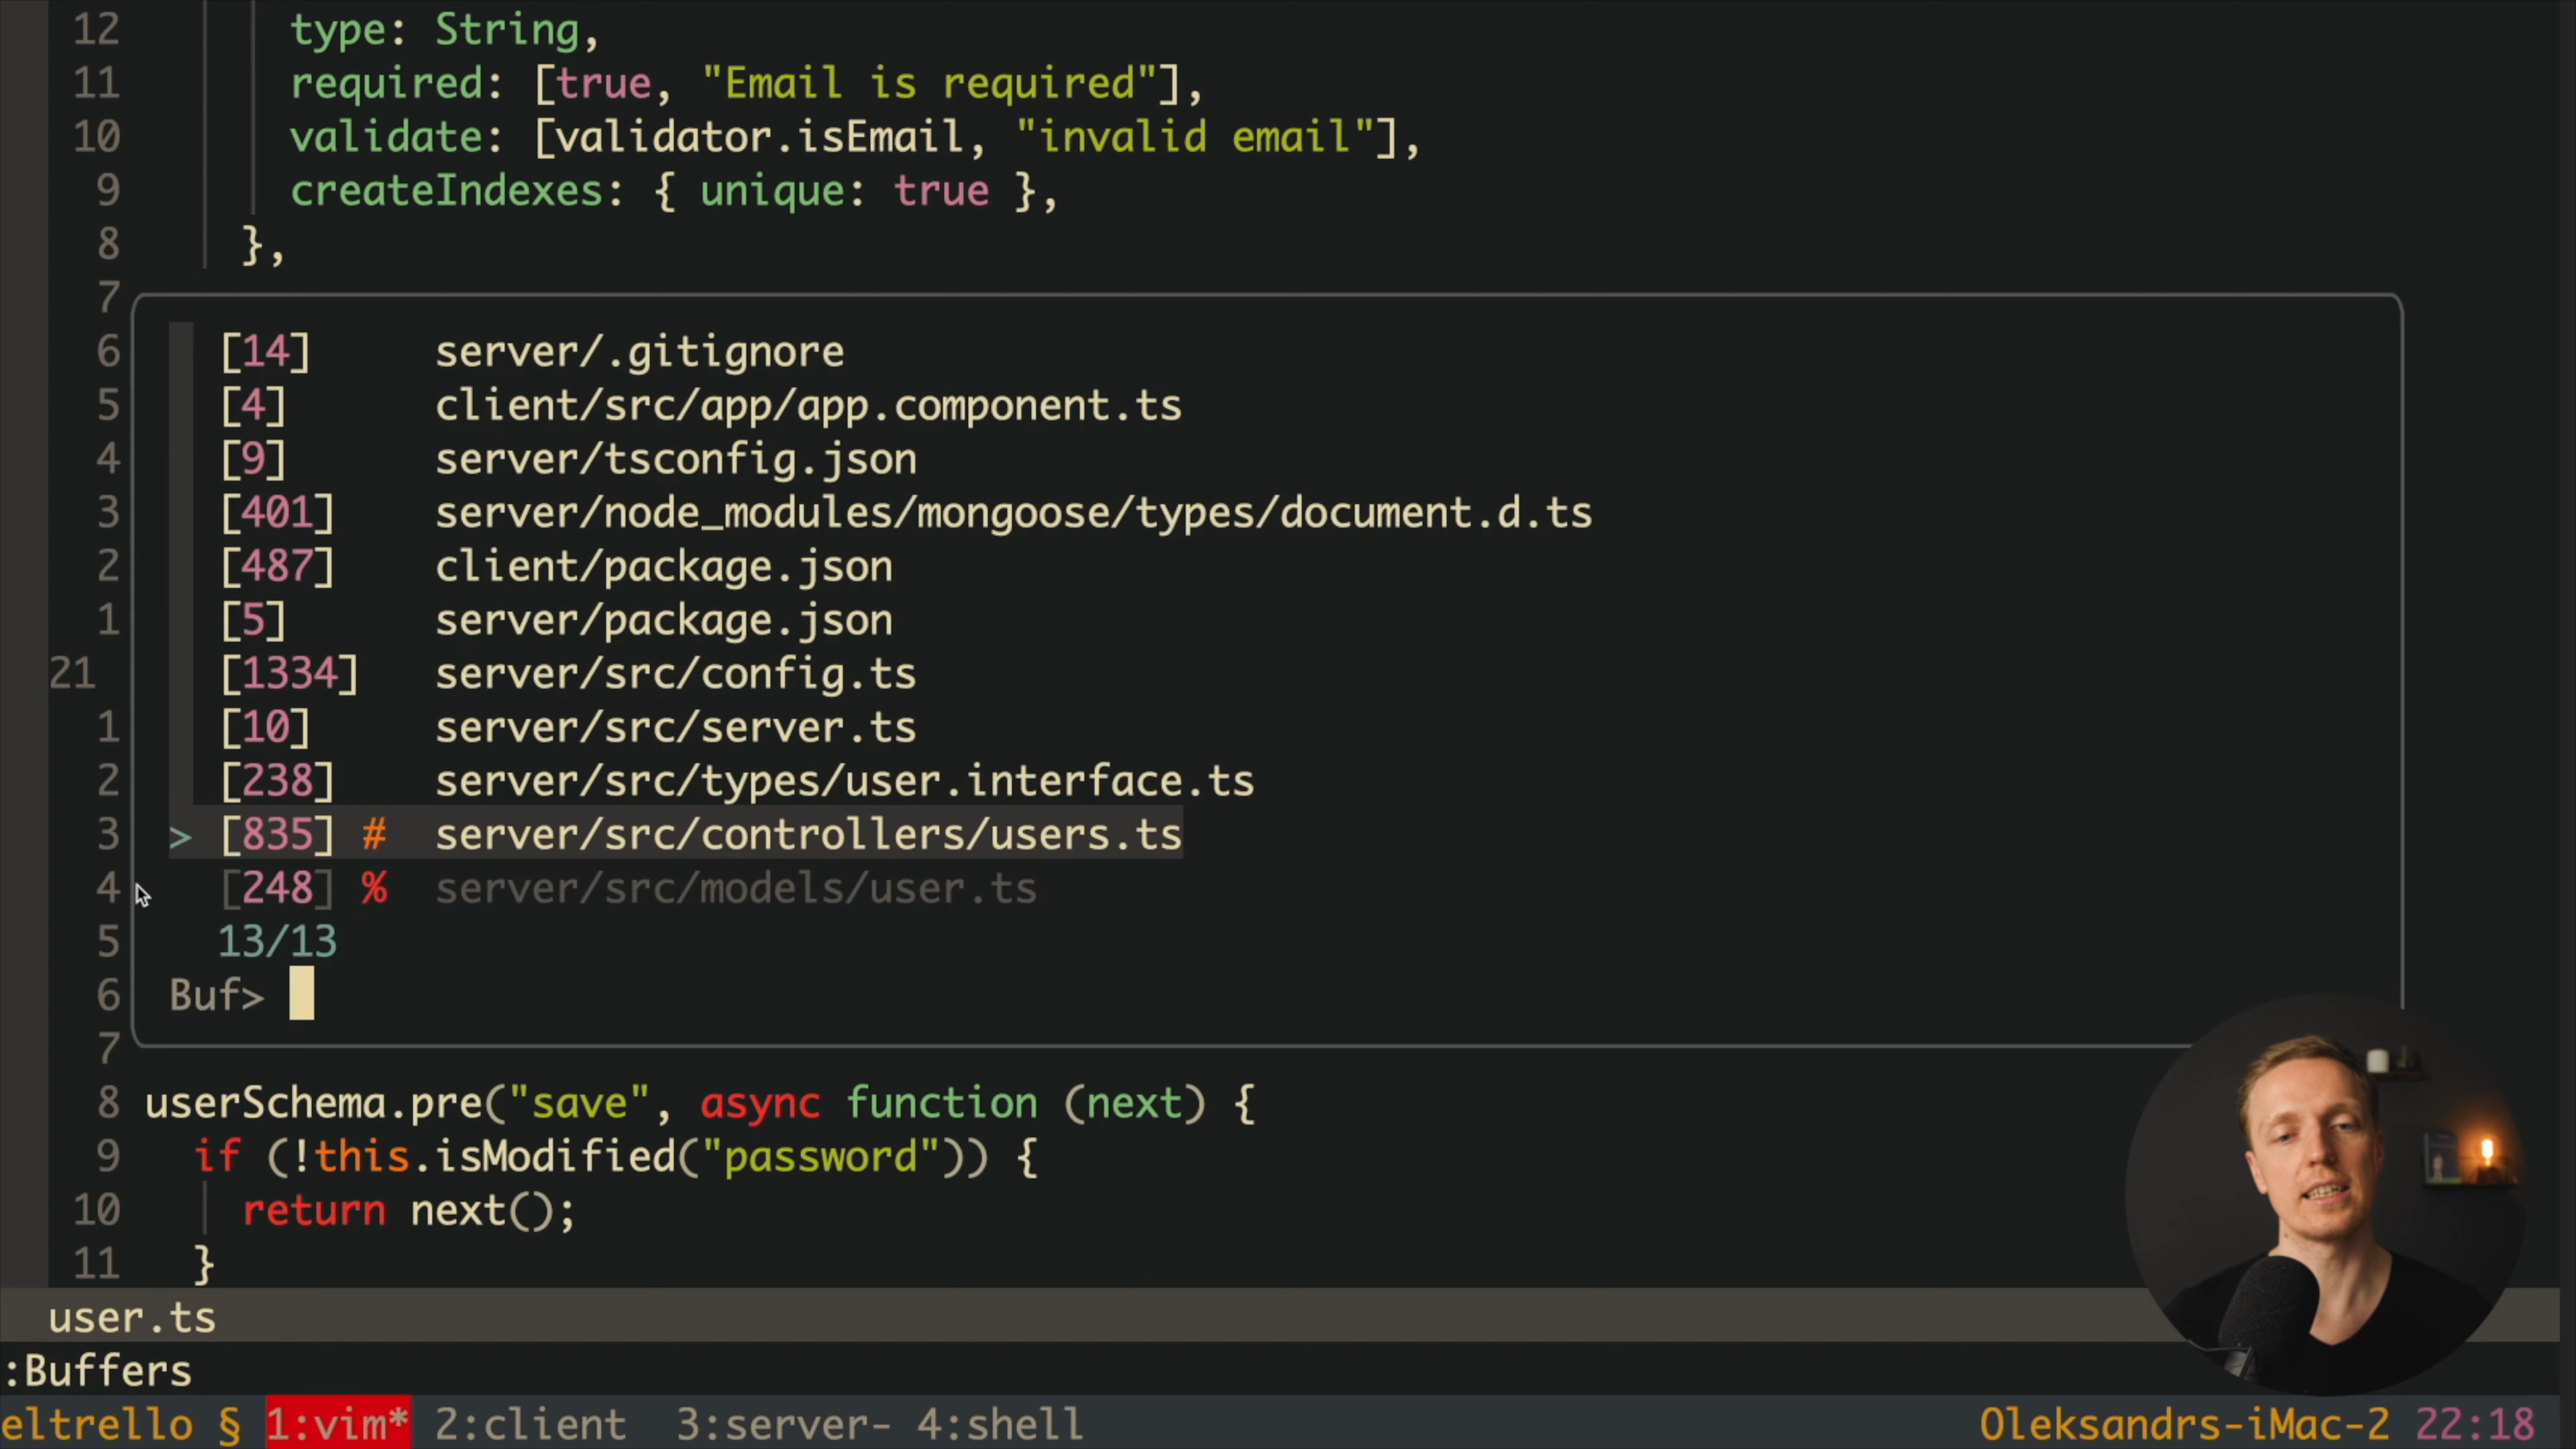 12 type: String,
11 required: [true, "Email is required"],
10 validate: [validator.isEmail, "invalid email"],
9 createIndexes: { unique: true },
8 },
7
6 [14] server/.gitignore
5 [4] client/src/app/app.component.ts
4 [9] server/tsconfig.json
3 [401] server/node_modules/mongoose/types/document.d.ts
2 [487] client/package.json
1 [5] server/package.json
21 [1334] server/src/config.ts
1 [10] server/src/server.ts
2 [238] server/src/types/user.interface.ts
3 > [835] # server/src/controllers/users.ts
4 [248] % server/src/models/user.ts
5 13/13
6 Buf>
7
8 userSchema.pre("save", async function (next) {
9 if (!this.isModified("password")) {
10 return next();
11 }
user.ts
:Buffers
eltrello § 1:vim* 2:client 3:server- 4:shell Oleksandrs-iMac-2 22:18